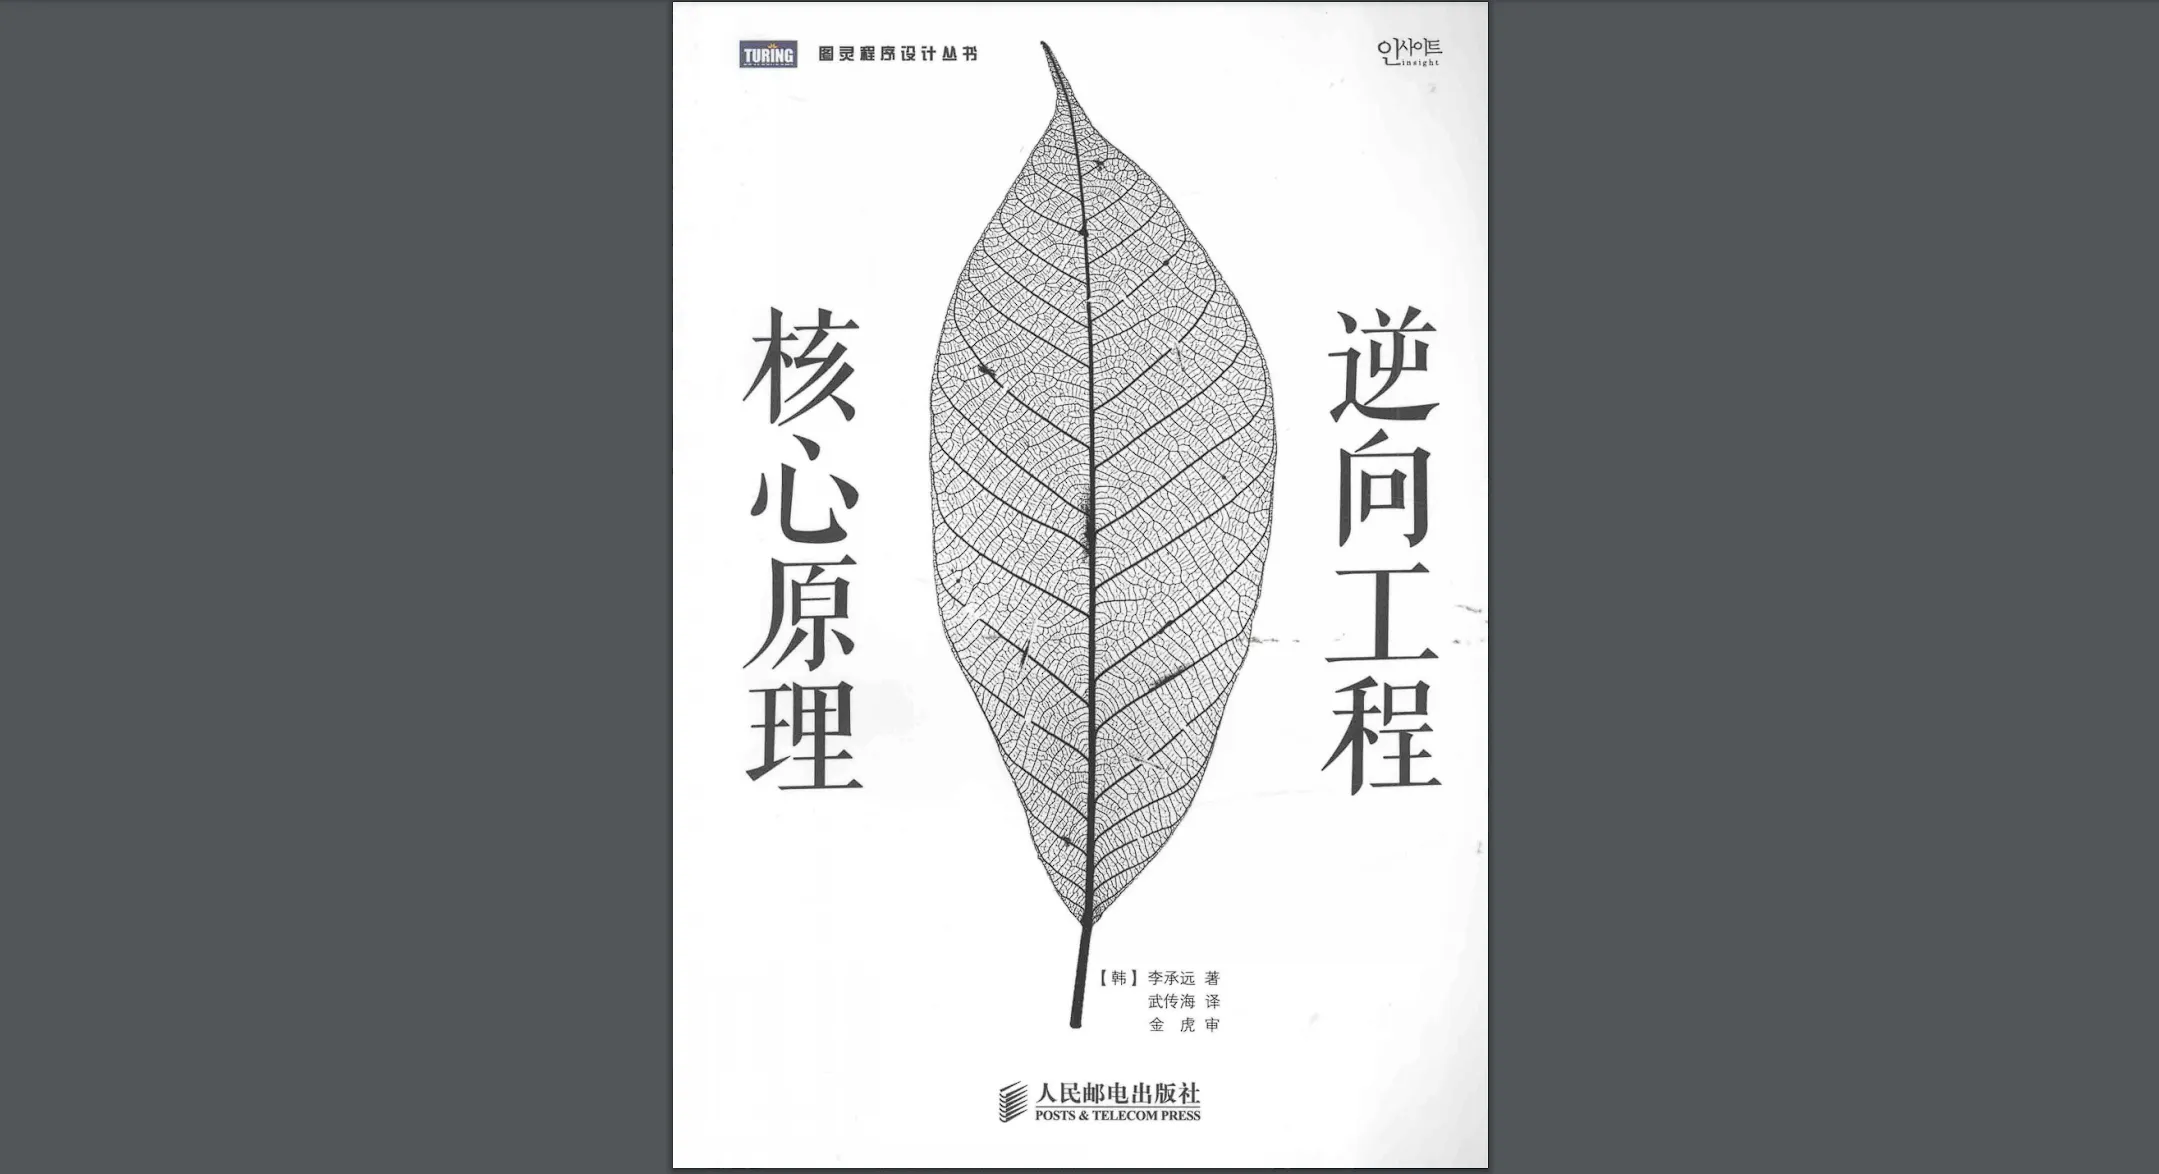 TURING 图灵程序设计丛书
인사이트
insight
逆向工程
核心原理
【韩】李承远 著
武传海 译
金 虎 审
人民邮电出版社
POSTS & TELECOM PRESS